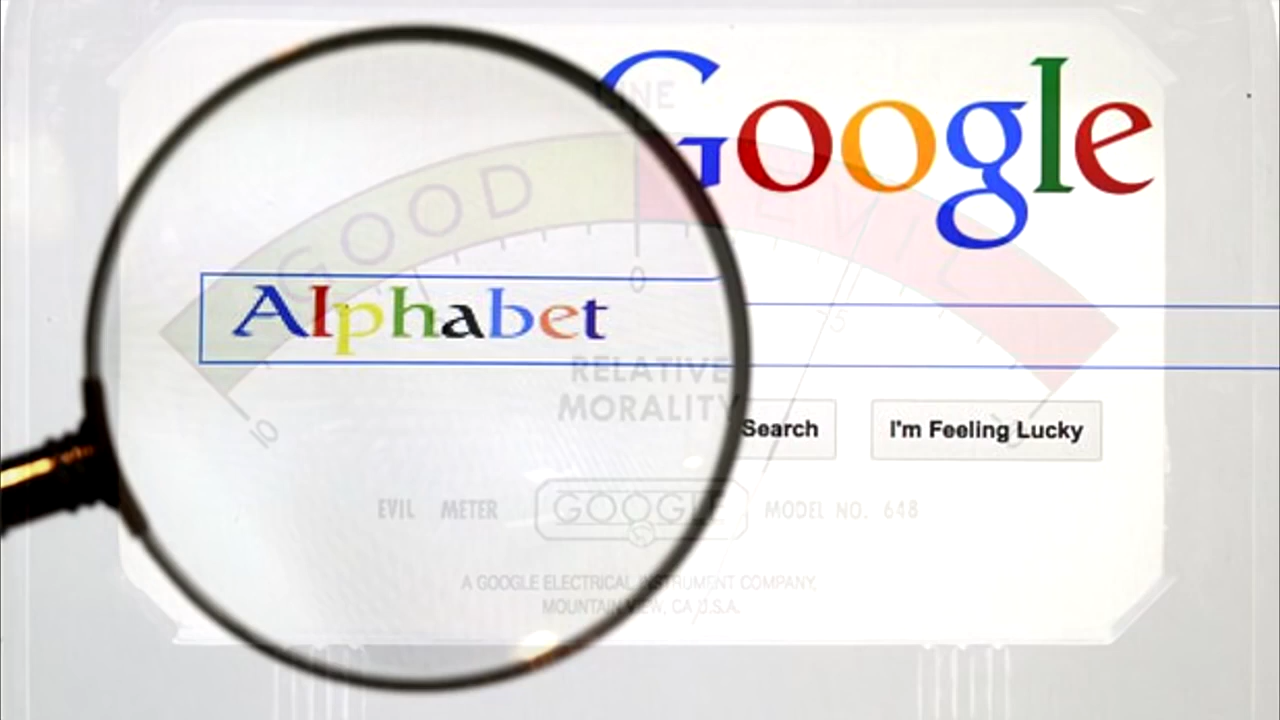 Google
GOOD
EVIL
0
5
10
Alphabet
RELATIVE
MORALITY
Search
I'm Feeling Lucky
EVIL METER GOOGLE MODEL NO. 648
A GOOGLE ELECTRICAL INSTRUMENT COMPANY,
MOUNTAIN VIEW, CA U.S.A.